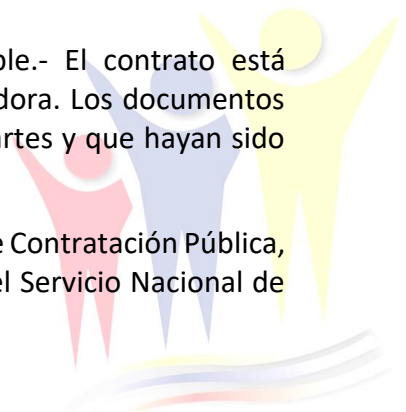 ble.- El contrato está
dora. Los documentos
artes y que hayan sido
e Contratación Pública,
el Servicio Nacional de